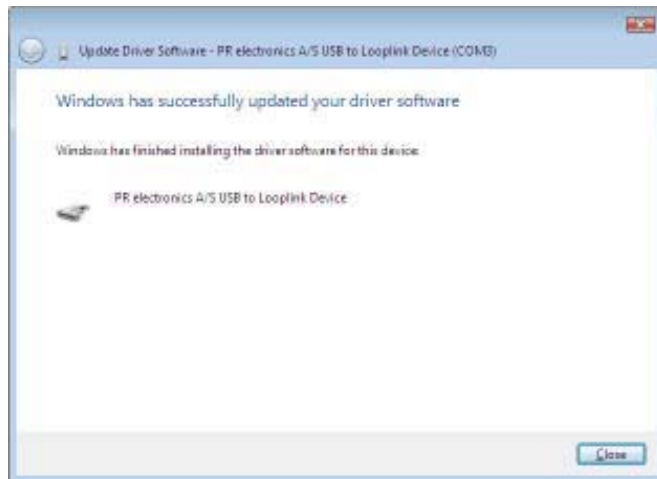 Update Driver Software - PR electronics A/S USB to Looplink Device (COM3)
Windows has successfully updated your driver software
Windows has finished installing the driver software for this device:
PR electronics A/S USB to Looplink Device
Close